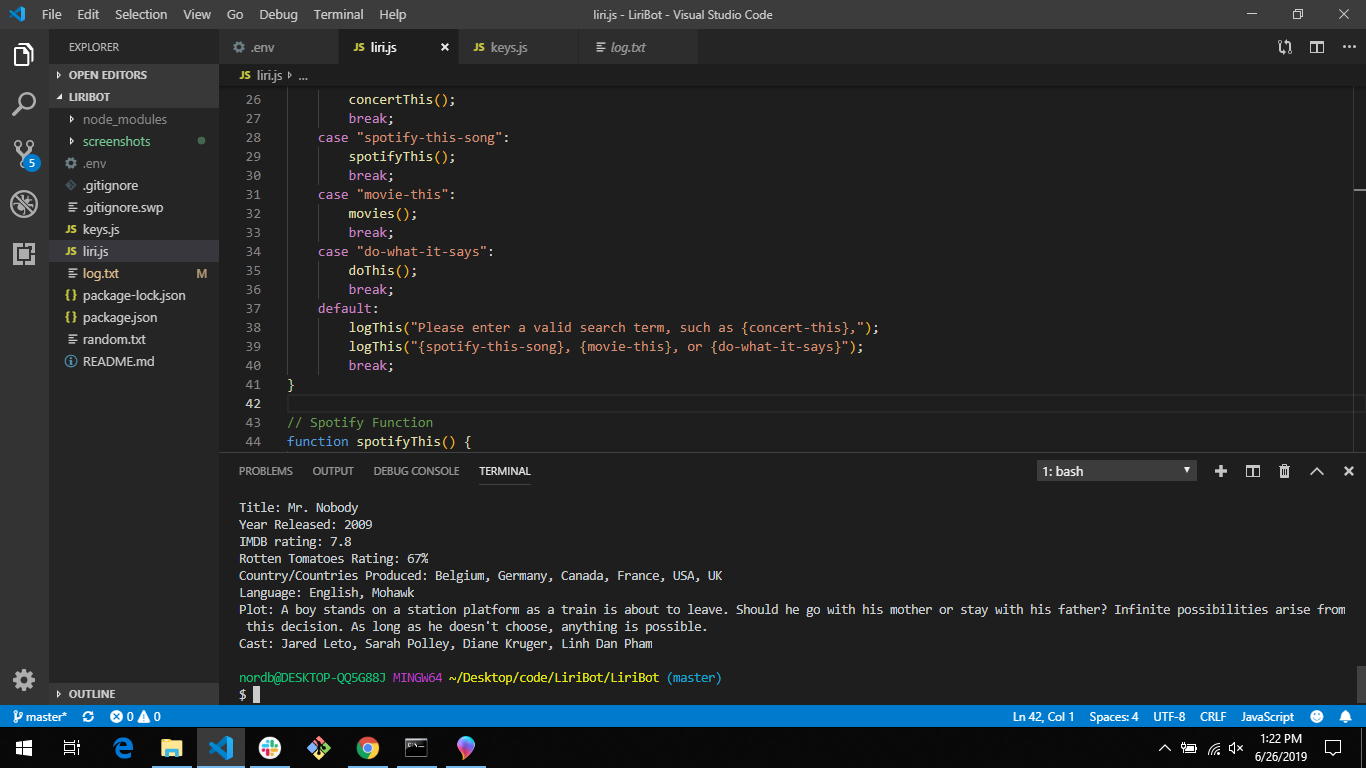 File Edit Selection View Go Debug Terminal Help
liri.js - LiriBot - Visual Studio Code
EXPLORER
OPEN EDITORS
LIRIBOT
node_modules
screenshots
.env
.gitignore
.gitignore.swp
JS keys.js
JS liri.js
log.txt M
{} package-lock.json
{} package.json
random.txt
README.md
OUTLINE
5
.env
JS liri.js
JS keys.js
log.txt
JS liri.js ...
26 concertThis();
27 break;
28 case "spotify-this-song":
29 spotifyThis();
30 break;
31 case "movie-this":
32 movies();
33 break;
34 case "do-what-it-says":
35 doThis();
36 break;
37 default:
38 logThis("Please enter a valid search term, such as {concert-this},");
39 logThis("{spotify-this-song}, {movie-this}, or {do-what-it-says}");
40 break;
41 }
42
43 // Spotify Function
44 function spotifyThis() {
PROBLEMS OUTPUT DEBUG CONSOLE TERMINAL
1: bash
Title: Mr. Nobody
Year Released: 2009
IMDB rating: 7.8
Rotten Tomatoes Rating: 67%
Country/Countries Produced: Belgium, Germany, Canada, France, USA, UK
Language: English, Mohawk
Plot: A boy stands on a station platform as a train is about to leave. Should he go with his mother or stay with his father? Infinite possibilities arise from
this decision. As long as he doesn't choose, anything is possible.
Cast: Jared Leto, Sarah Polley, Diane Kruger, Linh Dan Pham
nordb@DESKTOP-QQ5G88J MINGW64 ~/Desktop/code/LiriBot/LiriBot (master)
$
master* 0 0
Ln 42, Col 1 Spaces: 4 UTF-8 CRLF JavaScript
1:22 PM
6/26/2019